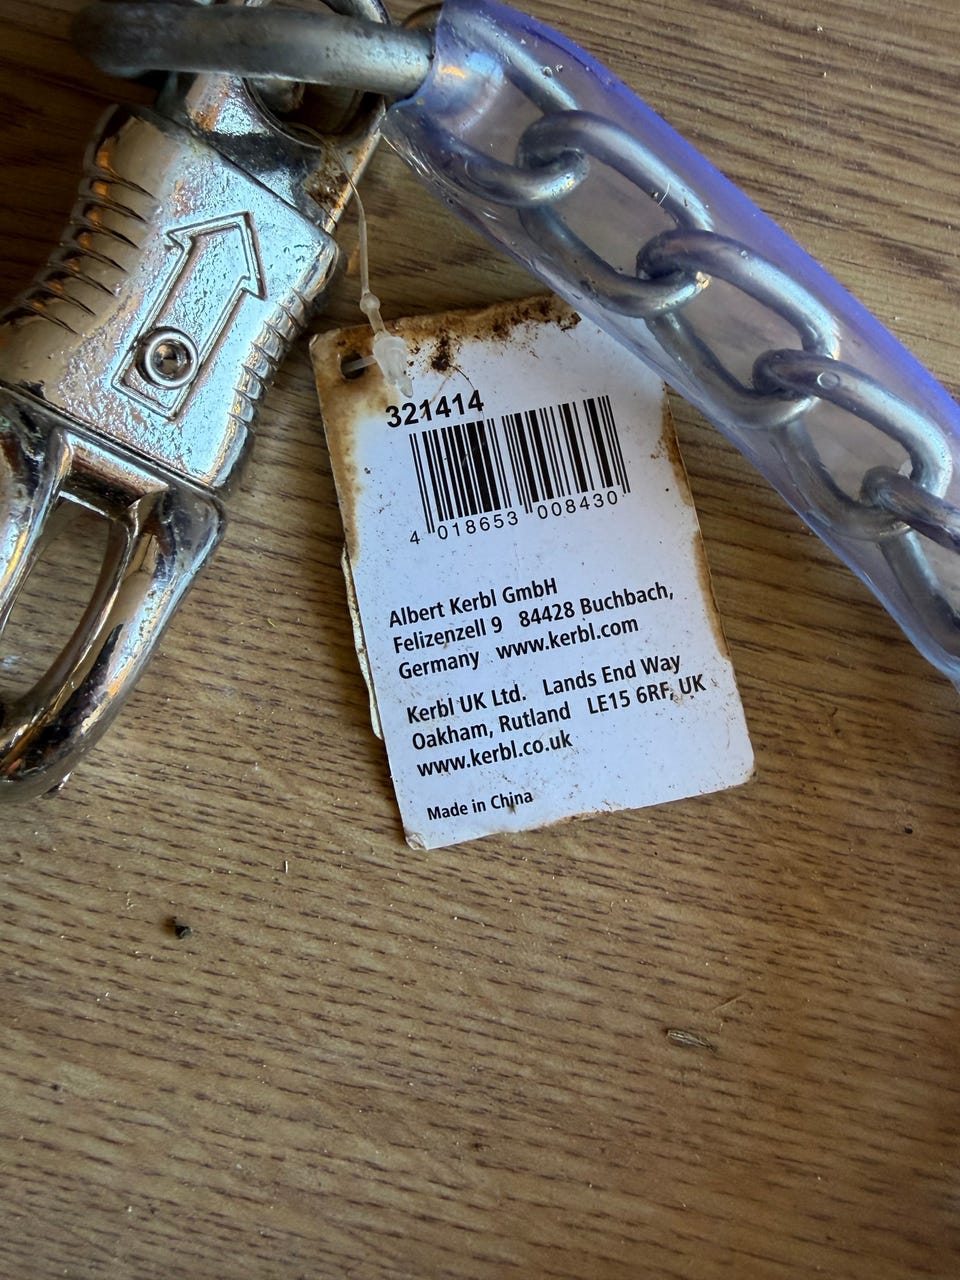 321414
4 018653 008430
Albert Kerbl GmbH
Felizenzell 9 84428 Buchbach,
Germany www.kerbl.com
Kerbl UK Ltd. Lands End Way
Oakham, Rutland LE15 6RF, UK
www.kerbl.co.uk
Made in China